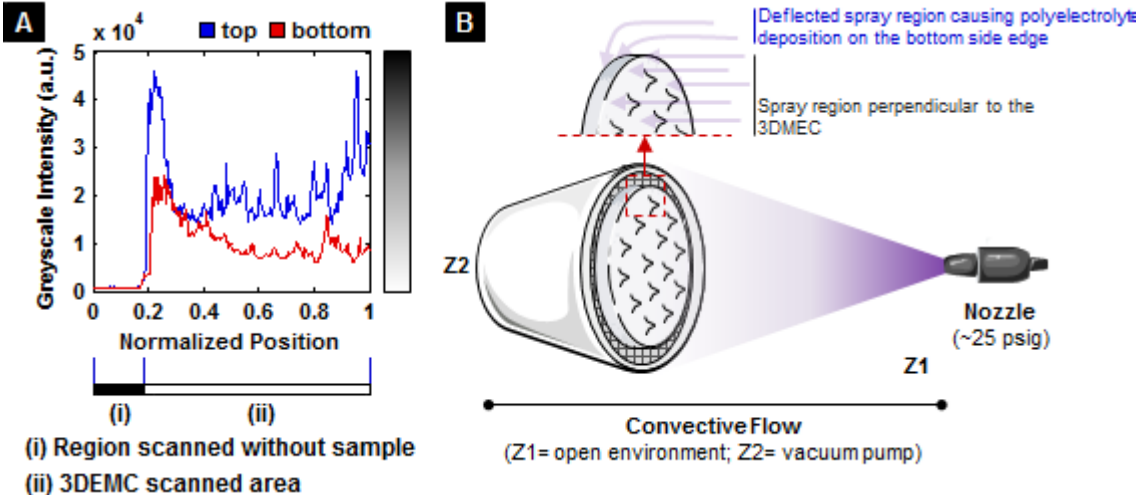 A
x 10⁴
top bottom
Greyscale Intensity (a.u.)
5
4
3
2
1
0
0 0.2 0.4 0.6 0.8 1
Normalized Position
(i) (ii)
(i) Region scanned without sample
(ii) 3DEMC scanned area
B
Deflected spray region causing polyelectrolyte
deposition on the bottom side edge
Spray region perpendicular to the
3DMEC
Z2
Nozzle
(~25 psig)
Z1
Convective Flow
(Z1= open environment; Z2= vacuum pump)